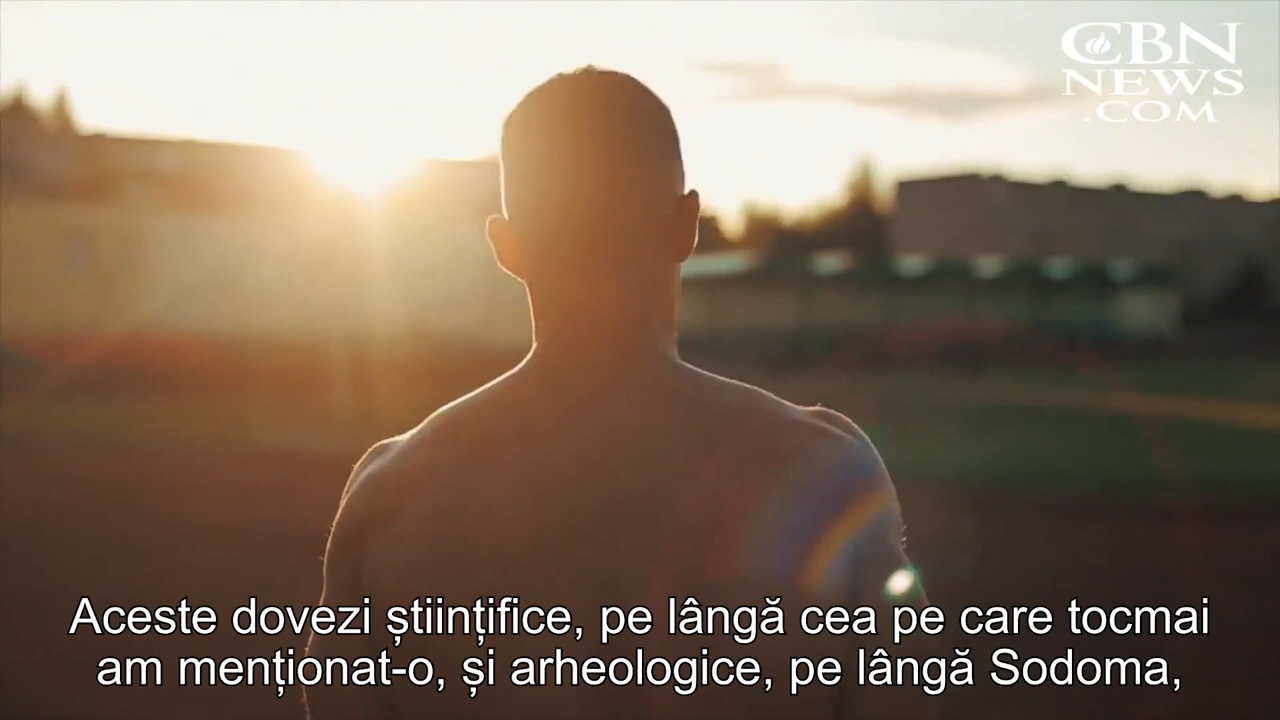 CBN
NEWS
.COM
Aceste dovezi științifice, pe lângă cea pe care tocmai
am menționat-o, și arheologice, pe lângă Sodoma,